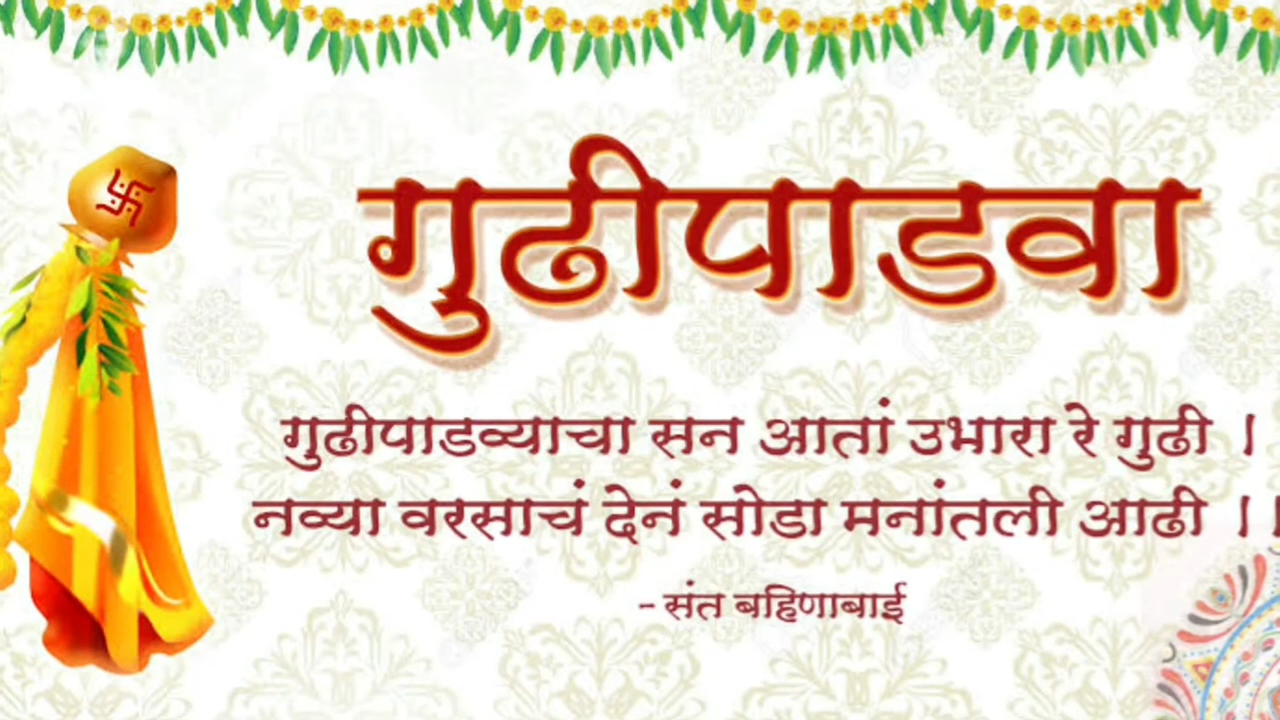 गुढीपाडवा
गुढीपाडव्याचा सन आतां उभारा रे गुढी ।
नव्या वरसाचं देनं सोडा मनांतली आढी ।।
- संत बहिणाबाई